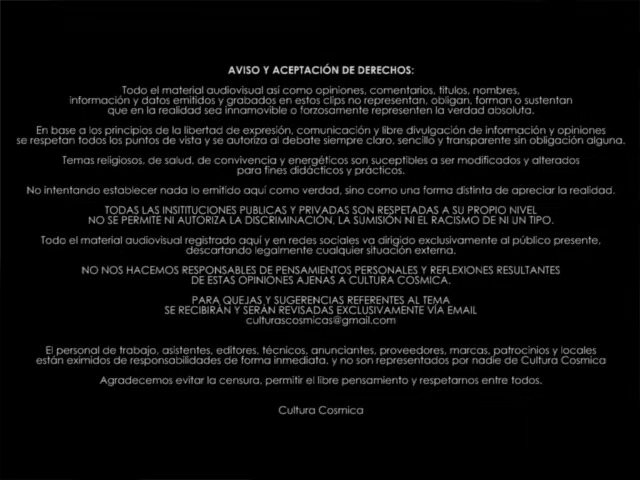 AVISO Y ACEPTACIÓN DE DERECHOS:
Todo el material audiovisual así como opiniones, comentarios, titulos, nombres,
información y datos emitidos y grabados en estos clips no representan, obligan, forman o sustentan
que en la realidad sea innamovible o forzosamente representen la verdad absoluta.
En base a los principios de la libertad de expresión, comunicación y libre divulgación de información y opiniones
se respetan todos los puntos de vista y se autoriza al debate siempre claro, sencillo y transparente sin obligación alguna.
Temas religiosos, de salud, de convivencia y energéticos son suceptibles a ser modificados y alterados
para fines didácticos y prácticos.
No intentando establecer nada lo emitido aquí como verdad, sino como una forma distinta de apreciar la realidad.
TODAS LAS INSITITUCIONES PUBLICAS Y PRIVADAS SON RESPETADAS A SU PROPIO NIVEL
NO SE PERMITE NI AUTORIZA LA DISCRIMINACIÓN, LA SUMISIÓN NI EL RACISMO DE NI UN TIPO.
Todo el material audiovisual registrado aquí y en redes sociales va dirigido exclusivamente al público presente,
descartando legalmente cualquier situación externa.
NO NOS HACEMOS RESPONSABLES DE PENSAMIENTOS PERSONALES Y REFLEXIONES RESULTANTES
DE ESTAS OPINIONES AJENAS A CULTURA COSMICA.
PARA QUEJAS Y SUGERENCIAS REFERENTES AL TEMA
SE RECIBIRÁN Y SERÁN REVISADAS EXCLUSIVAMENTE VÍA EMAIL
culturascosmicas@gmail.com
El personal de trabajo, asistentes, editores, técnicos, anunciantes, proveedores, marcas, patrocinios y locales
están eximidos de responsabilidades de forma inmediata, y no son representados por nadie de Cultura Cosmica
Agradecemos evitar la censura, permitir el libre pensamiento y respetarnos entre todos.
Cultura Cosmica